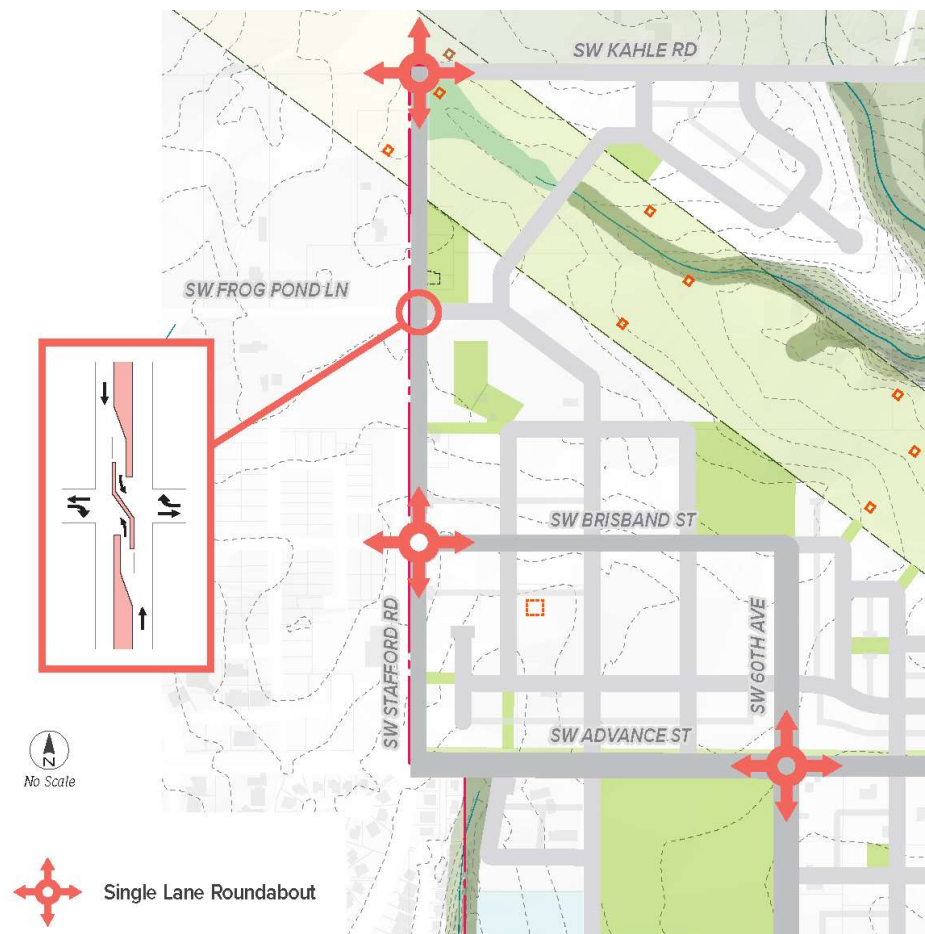 SW KAHLE RD
SW FROG POND LN
SW BRISBAND ST
SW STAFFORD RD
SW 60TH AVE
SW ADVANCE ST
N
No Scale
Single Lane Roundabout